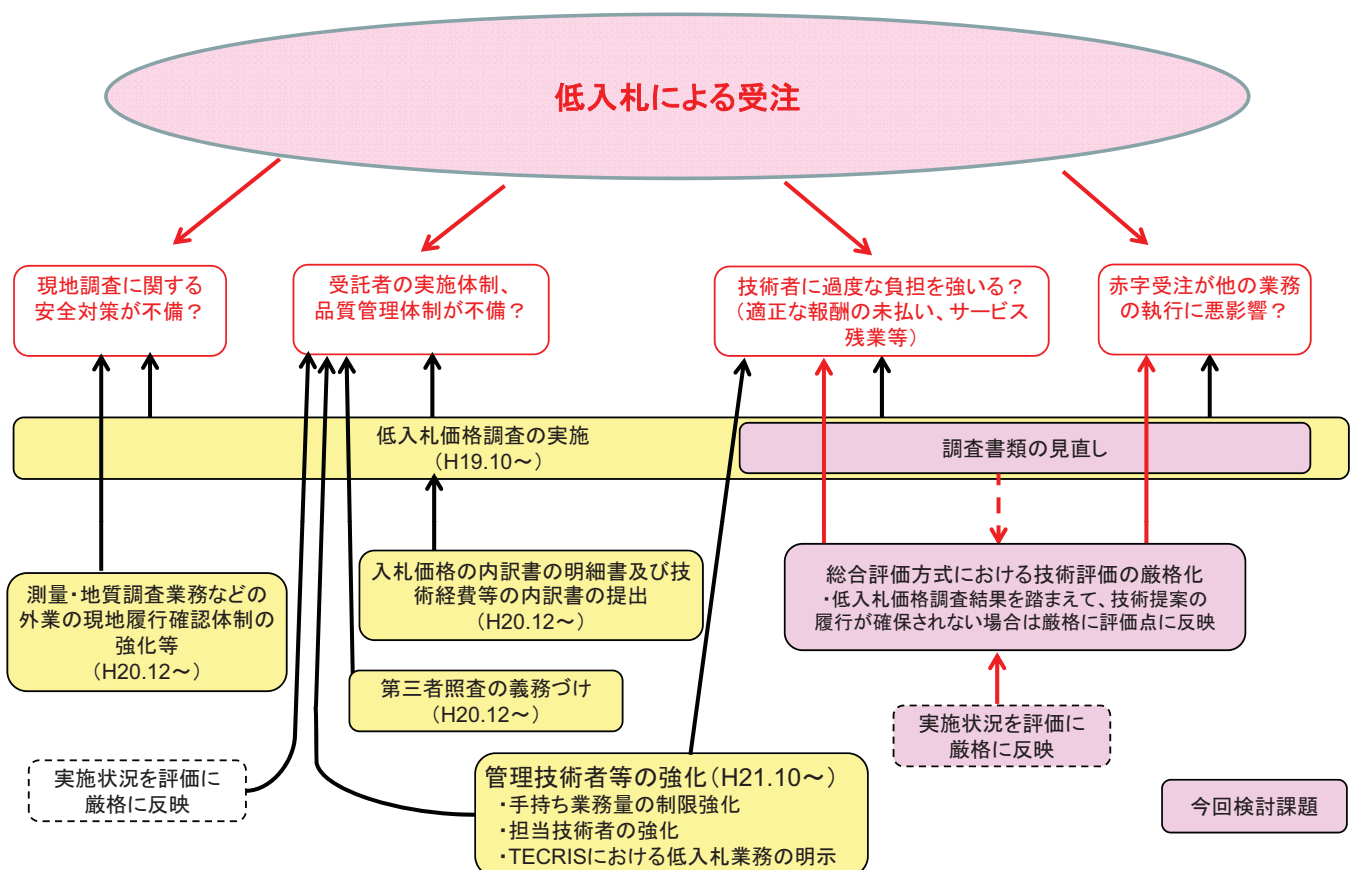 低入札による受注
現地調査に関する
安全対策が不備？
受託者の実施体制、
品質管理体制が不備？
技術者に過度な負担を強いる？
（適正な報酬の未払い、サービス
残業等）
赤字受注が他の業務
の執行に悪影響？
低入札価格調査の実施
（H19.10～）
調査書類の見直し
測量・地質調査業務などの
外業の現地履行確認体制の
強化等
（H20.12～）
入札価格の内訳書の明細書及び技
術経費等の内訳書の提出
（H20.12～）
総合評価方式における技術評価の厳格化
・低入札価格調査結果を踏まえて、技術提案の
履行が確保されない場合は厳格に評価点に反映
第三者照査の義務づけ
（H20.12～）
実施状況を評価に
厳格に反映
実施状況を評価に
厳格に反映
管理技術者等の強化（H21.10～）
・手持ち業務量の制限強化
・担当技術者の強化
・TECRISにおける低入札業務の明示
今回検討課題